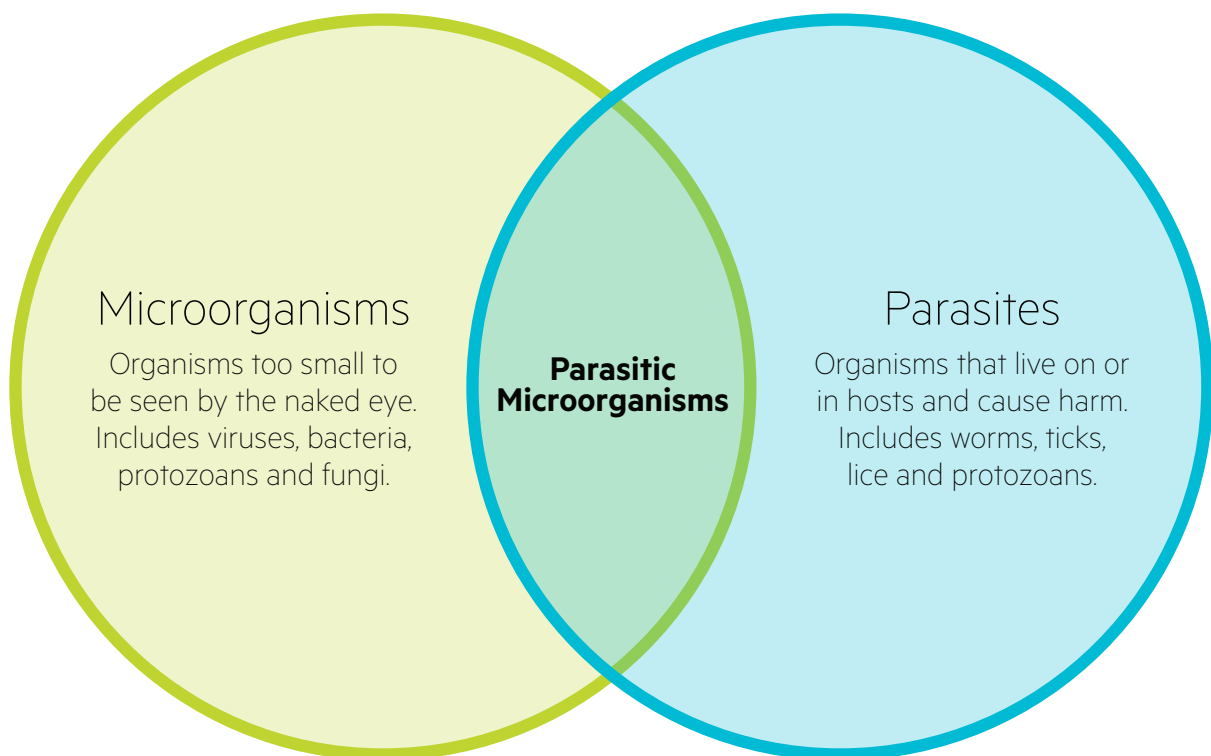 Microorganisms
Organisms too small to
be seen by the naked eye.
Includes viruses, bacteria,
protozoans and fungi.
Parasitic
Microorganisms
Parasites
Organisms that live on or
in hosts and cause harm.
Includes worms, ticks,
lice and protozoans.